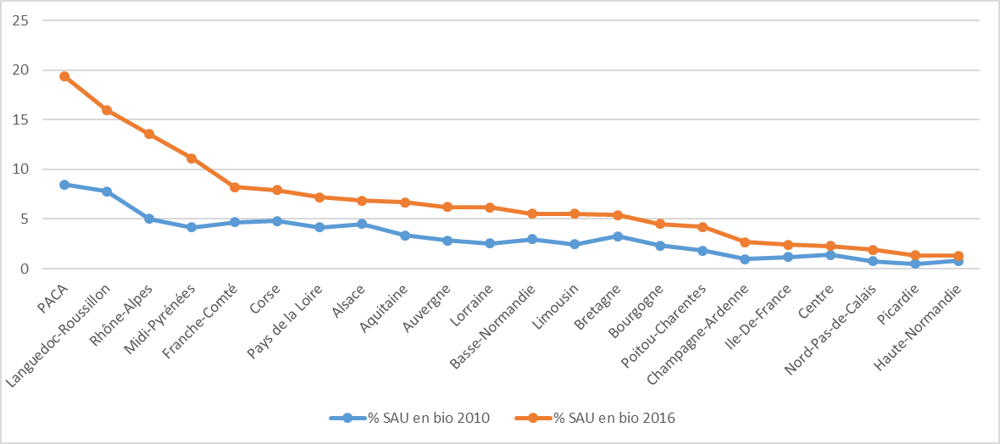 25
20
15
10
5
0
PACA
Languedoc-Roussillon
Rhône-Alpes
Midi-Pyrénées
Franche-Comté
Corse
Pays de la Loire
Alsace
Aquitaine
Auvergne
Lorraine
Basse-Normandie
Limousin
Bretagne
Bourgogne
Poitou-Charentes
Champagne-Ardenne
Ile-De-France
Centre
Nord-Pas-de-Calais
Picardie
Haute-Normandie
% SAU en bio 2010
% SAU en bio 2016